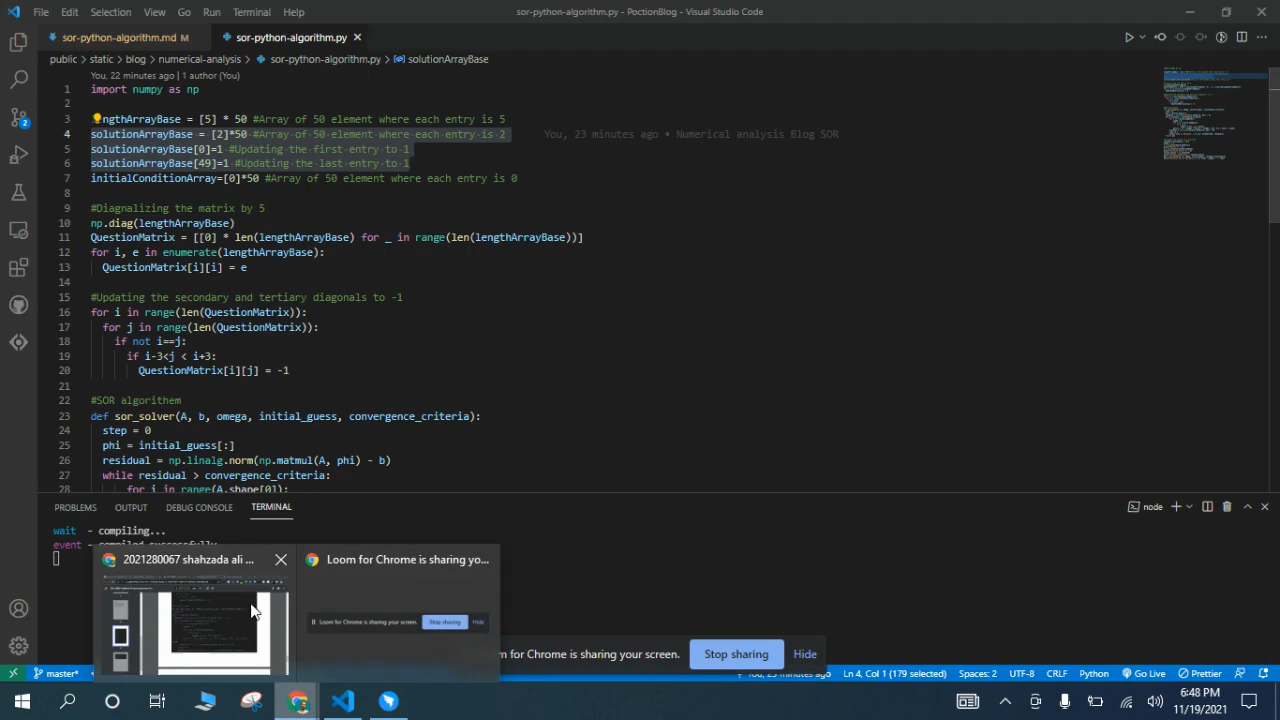 File Edit Selection View Go Run Terminal Help
sor-python-algorithm.py - PoctionBlog - Visual Studio Code
sor-python-algorithm.md M
sor-python-algorithm.py
public > static > blog > numerical-analysis > sor-python-algorithm.py > solutionArrayBase
You, 22 minutes ago | 1 author (You)
1 import numpy as np
2
3 ngthArrayBase = [5] * 50 #Array of 50 element where each entry is 5
4 solutionArrayBase = [2]*50 #Array of 50 element where each entry is 2 You, 23 minutes ago • Numerical analysis Blog SOR
5 solutionArrayBase[0]=1 #Updating the first entry to 1
6 solutionArrayBase[49]=1 #Updating the last entry to 1
7 initialConditionArray=[0]*50 #Array of 50 element where each entry is 0
8
9 #Diagnalizing the matrix by 5
10 np.diag(lengthArrayBase)
11 QuestionMatrix = [[0] * len(lengthArrayBase) for _ in range(len(lengthArrayBase))]
12 for i, e in enumerate(lengthArrayBase):
13 QuestionMatrix[i][i] = e
14
15 #Updating the secondary and tertiary diagonals to -1
16 for i in range(len(QuestionMatrix)):
17 for j in range(len(QuestionMatrix)):
18 if not i==j:
19 if i-3<j < i+3:
20 QuestionMatrix[i][j] = -1
21
22 #SOR algorithem
23 def sor_solver(A, b, omega, initial_guess, convergence_criteria):
24 step = 0
25 phi = initial_guess[:]
26 residual = np.linalg.norm(np.matmul(A, phi) - b)
27 while residual > convergence_criteria:
28 for i in range(A.shape[0]):
PROBLEMS OUTPUT DEBUG CONSOLE TERMINAL
node
wait - compiling...
event - compiled successfully
2021280067 shahzada ali ...
Loom for Chrome is sharing yo...
Loom for Chrome is sharing your screen. Stop sharing Hide
m for Chrome is sharing your screen. Stop sharing Hide
2
master*
You, 23 minutes ago Ln 4, Col 1 (179 selected) Spaces: 2 UTF-8 CRLF Python Go Live Prettier
6:48 PM
11/19/2021